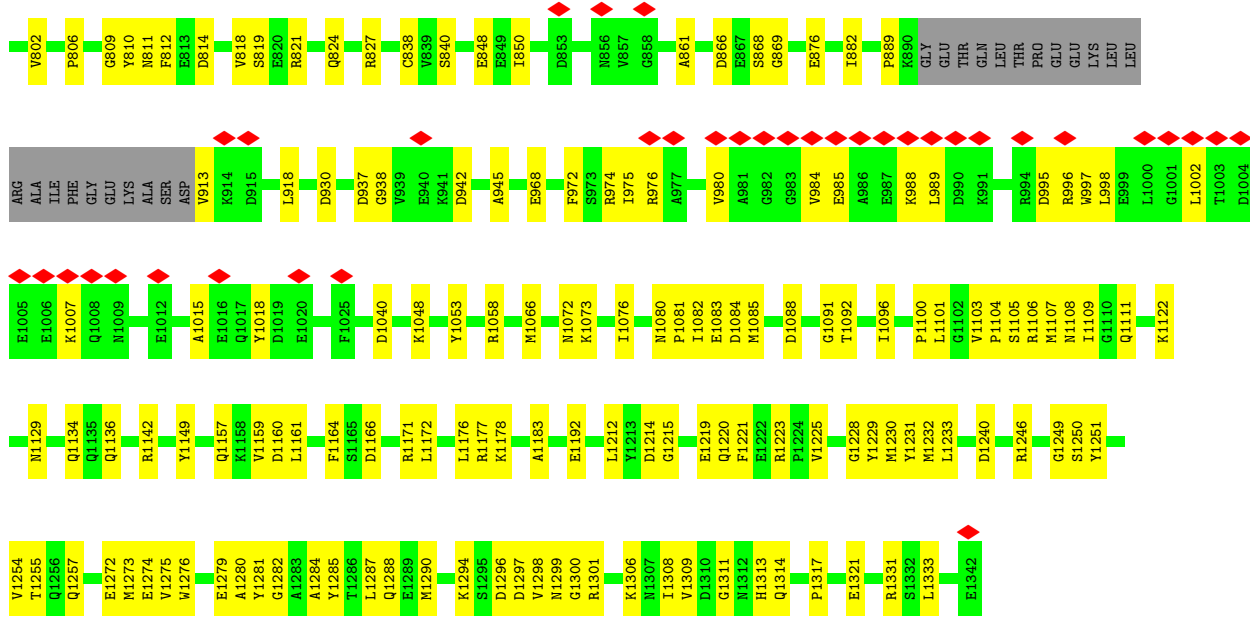 V802 P806 G809 Y810 N811 F812 E813 D814 V818 S819 E820 R821 Q824 R827 C838 V839 S840 E848 E849 I850 D853 N856 V857 G858 A861 D866 E867 S868 G869 E876 I882 P889 K890 GLY GLU THR GLN LEU THR PRO GLU GLU LYS LEU LEU
ARG ALA ILE PHE GLY GLU LYS ALA SER ASP V913 K914 D915 L918 D930 D937 G938 V939 E940 K941 D942 A945 E968 F972 S973 R974 I975 R976 A977 V980 A981 G982 G983 V984 E985 A986 E987 K988 L989 D990 K991 R994 D995 R996 W997 L998 E999 L1000 G1001 L1002 T1003 D1004
E1005 E1006 K1007 Q1008 N1009 E1012 A1015 E1016 Q1017 Y1018 D1019 E1020 F1025 D1040 K1048 Y1053 R1058 M1066 N1072 K1073 I1076 N1080 P1081 I1082 E1083 D1084 M1085 D1088 G1091 T1092 I1096 P1100 L1101 G1102 V1103 P1104 S1105 R1106 M1107 N1108 I1109 G1110 Q1111 K1122
N1129 Q1134 Q1135 Q1136 R1142 Y1149 Q1157 K1158 V1159 D1160 L1161 F1164 S1165 D1166 R1171 L1172 L1176 R1177 K1178 A1183 E1192 L1212 Y1213 D1214 G1215 E1219 Q1220 F1221 E1222 R1223 P1224 V1225 G1228 Y1229 M1230 Y1231 M1232 L1233 D1240 R1246 G1249 S1250 Y1251
V1254 T1255 Q1256 Q1257 E1272 M1273 E1274 V1275 W1276 E1279 A1280 Y1281 G1282 A1283 A1284 Y1285 T1286 L1287 Q1288 E1289 M1290 K1294 S1295 D1296 D1297 V1298 N1299 G1300 R1301 K1306 N1307 I1308 V1309 D1310 G1311 N1312 H1313 Q1314 P1317 E1321 R1331 S1332 L1333 E1342